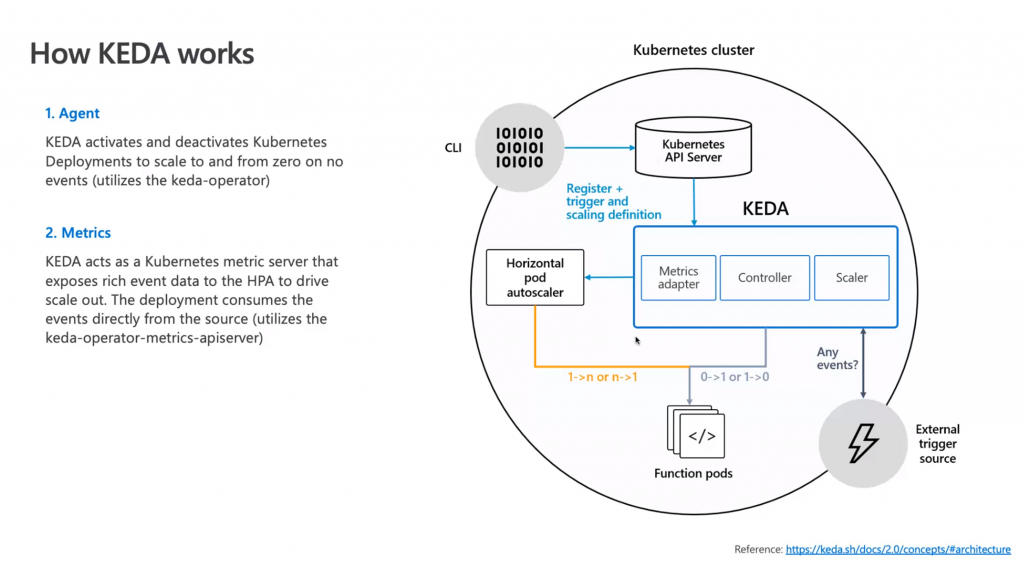 How KEDA works
1. Agent
KEDA activates and deactivates Kubernetes
Deployments to scale to and from zero on no
events (utilizes the keda-operator)
2. Metrics
KEDA acts as a Kubernetes metric server that
exposes rich event data to the HPA to drive
scale out. The deployment consumes the
events directly from the source (utilizes the
keda-operator-metrics-apiserver)
Kubernetes cluster
CLI
101010
010101
101010
Kubernetes
API Server
Register +
trigger and
scaling definition
KEDA
Horizontal
pod
autoscaler
Metrics
adapter
Controller
Scaler
1->n or n->1
0->1 or 1->0
Any
events?
</>
Function pods
External
trigger
source
Reference: https://keda.sh/docs/2.0/concepts/#architecture